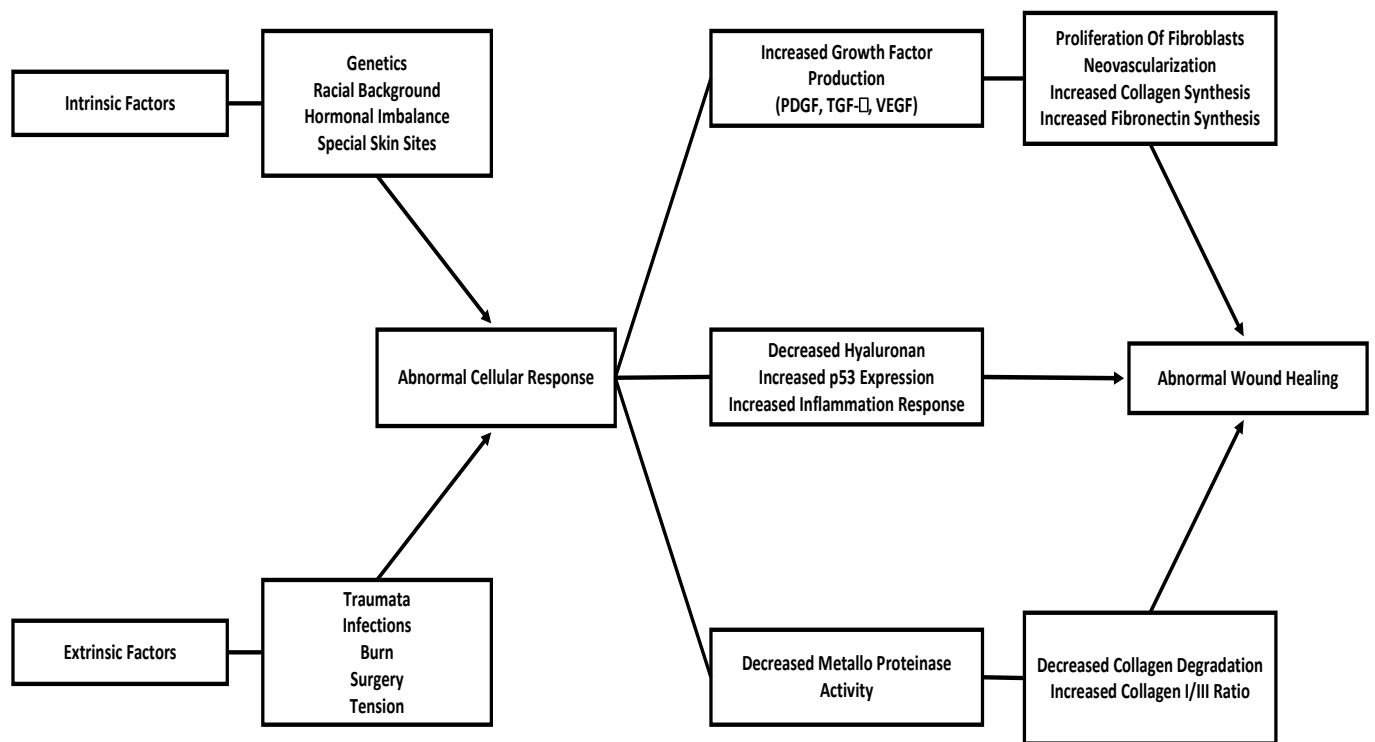 Intrinsic Factors
Genetics
Racial Background
Hormonal Imbalance
Special Skin Sites
Increased Growth Factor
Production
(PDGF, TGF-□, VEGF)
Proliferation Of Fibroblasts
Neovascularization
Increased Collagen Synthesis
Increased Fibronectin Synthesis
Abnormal Cellular Response
Decreased Hyaluronan
Increased p53 Expression
Increased Inflammation Response
Abnormal Wound Healing
Extrinsic Factors
Traumata
Infections
Burn
Surgery
Tension
Decreased Metallo Proteinase
Activity
Decreased Collagen Degradation
Increased Collagen I/III Ratio